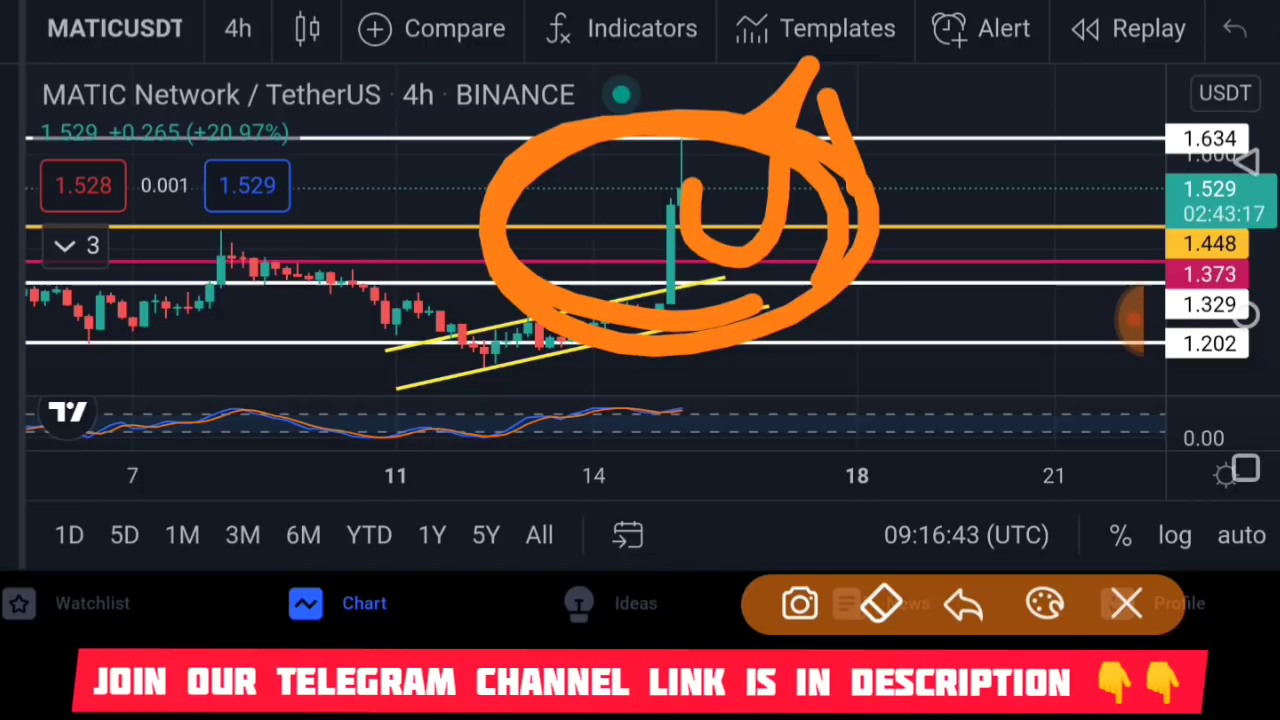 MATICUSDT 4h Compare Indicators Templates Alert Replay
MATIC Network / TetherUS · 4h · BINANCE USDT
1.529 +0.265 (+20.97%)
1.634
1.600
1.528 0.001 1.529
1.529
02:43:17
3
1.448
1.373
1.329
1.202
0.00
7 11 14 18 21
1D 5D 1M 3M 6M YTD 1Y 5Y All 09:16:43 (UTC) % log auto
Watchlist Chart Ideas News Profile
JOIN OUR TELEGRAM CHANNEL LINK IS IN DESCRIPTION 👇👇